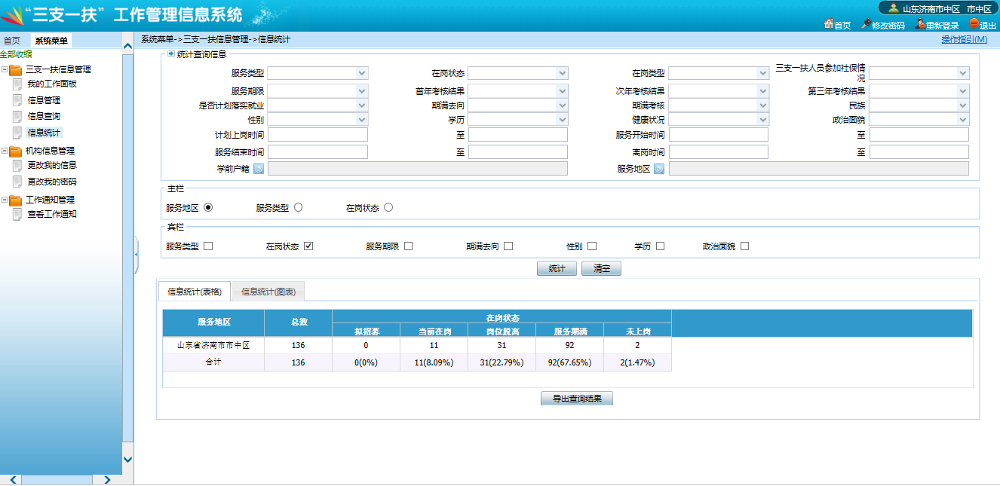 “三支一扶”工作管理信息系统
山东济南市中区 市中区
首页 修改密码 重新登录 退出
首页 系统菜单
系统菜单->三支一扶信息管理->信息统计 操作指引(M)
全部收缩
三支一扶信息管理
我的工作面板
信息管理
信息查询
信息统计
机构信息管理
更改我的信息
更改我的密码
工作通知管理
查看工作通知
统计查询信息
服务类型 在岗状态 在岗类型 三支一扶人员参加社保情况
服务期限 首年考核结果 次年考核结果 第三年考核结果
是否计划落实就业 期满去向 期满考核 民族
性别 学历 健康状况 政治面貌
计划上岗时间 至 服务开始时间 至
服务结束时间 至 离岗时间 至
学前户籍 服务地区
主栏
服务地区 服务类型 在岗状态
宾栏
服务类型 在岗状态 服务期限 期满去向 性别 学历 政治面貌
统计 清空
信息统计(表格) 信息统计(图表)
服务地区 总数 在岗状态
拟招募 当前在岗 岗位脱离 服务期满 未上岗
山东省济南市市中区 136 0 11 31 92 2
合计 136 0(0%) 11(8.09%) 31(22.79%) 92(67.65%) 2(1.47%)
导出查询结果